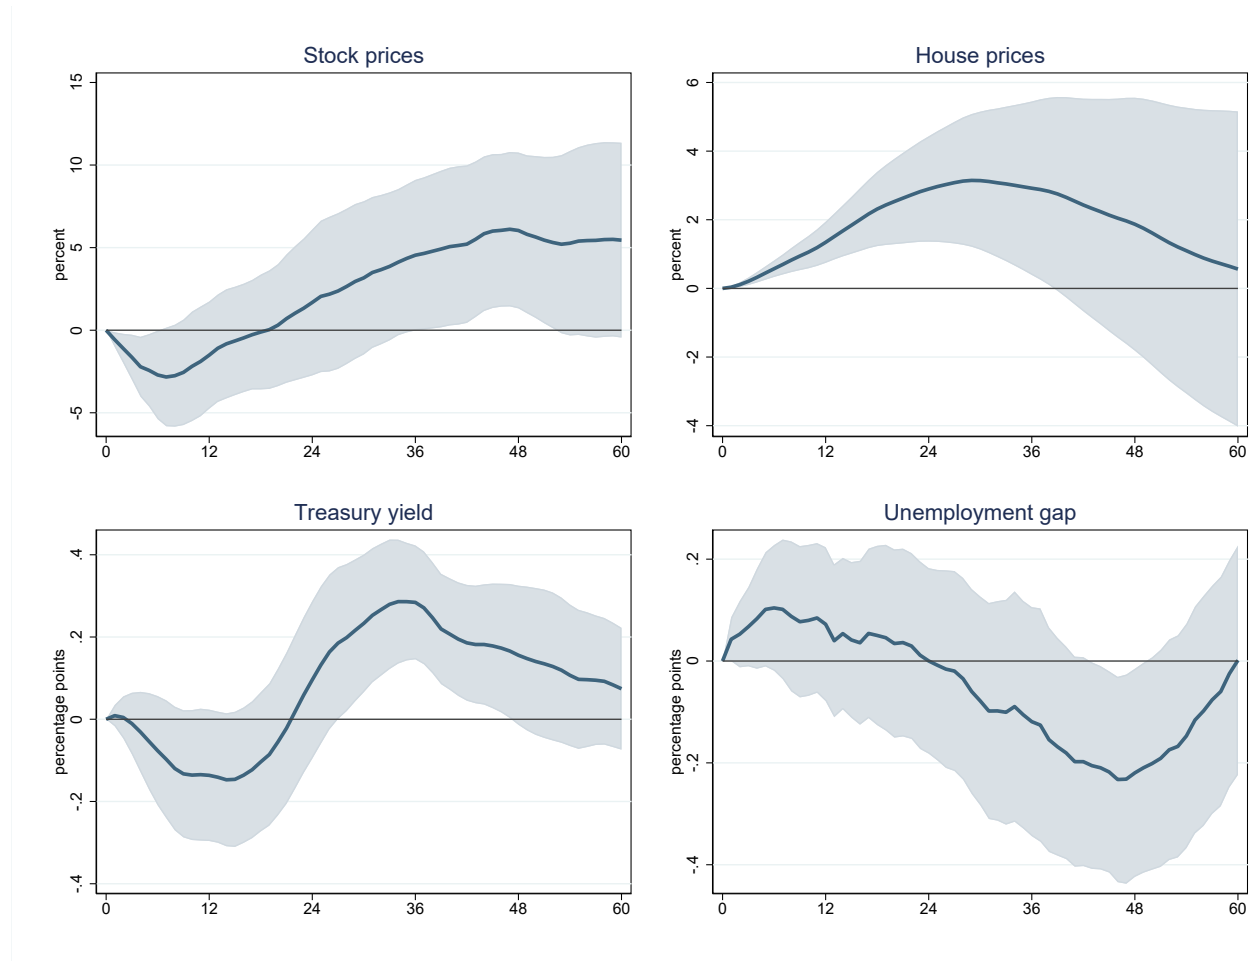 Stock prices
percent
15
10
5
0
-5
0 12 24 36 48 60
House prices
percent
6
4
2
0
-2
-4
0 12 24 36 48 60
Treasury yield
percentage points
.4
.2
0
-.2
-.4
0 12 24 36 48 60
Unemployment gap
percentage points
.2
0
-.2
-.4
0 12 24 36 48 60